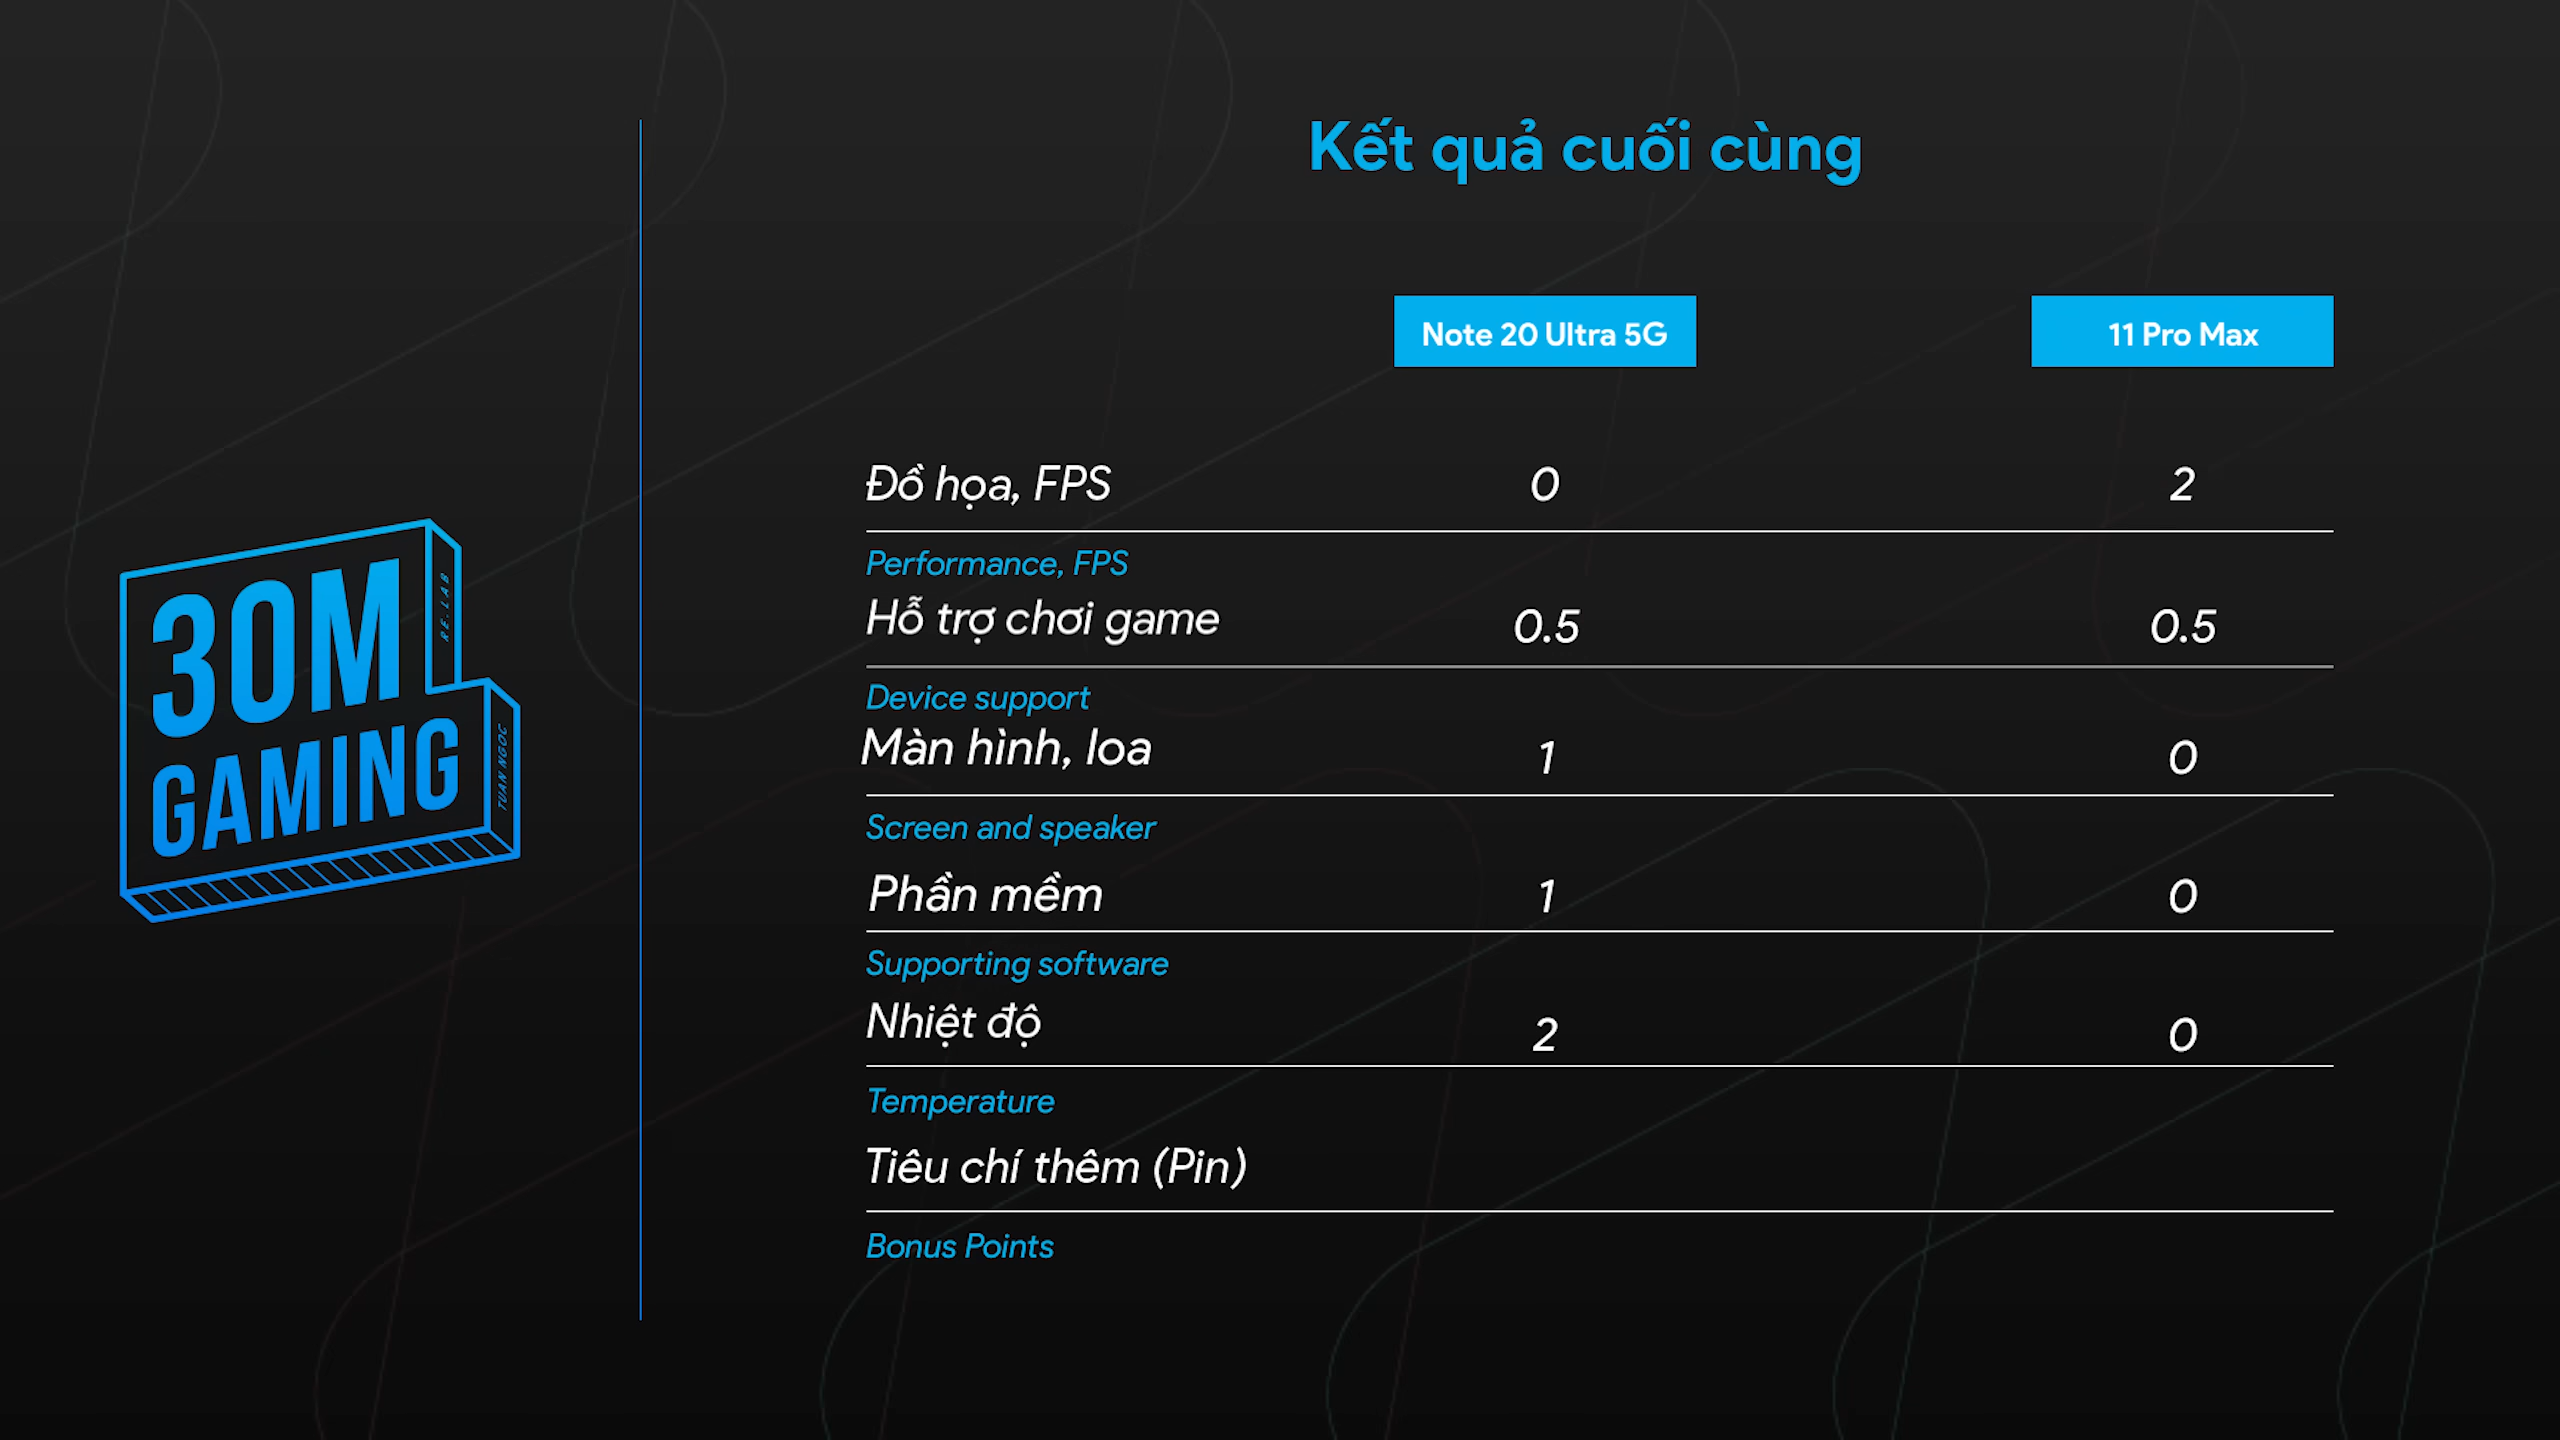 Kết quả cuối cùng
Note 20 Ultra 5G 11 Pro Max
Đồ họa, FPS 0 2
Performance, FPS
Hỗ trợ chơi game 0.5 0.5
Device support
Màn hình, loa 1 0
Screen and speaker
Phần mềm 1 0
Supporting software
Nhiệt độ 2 0
Temperature
Tiêu chí thêm (Pin)
Bonus Points
30M
GAMING
RE.LAB
TUAN NGOC